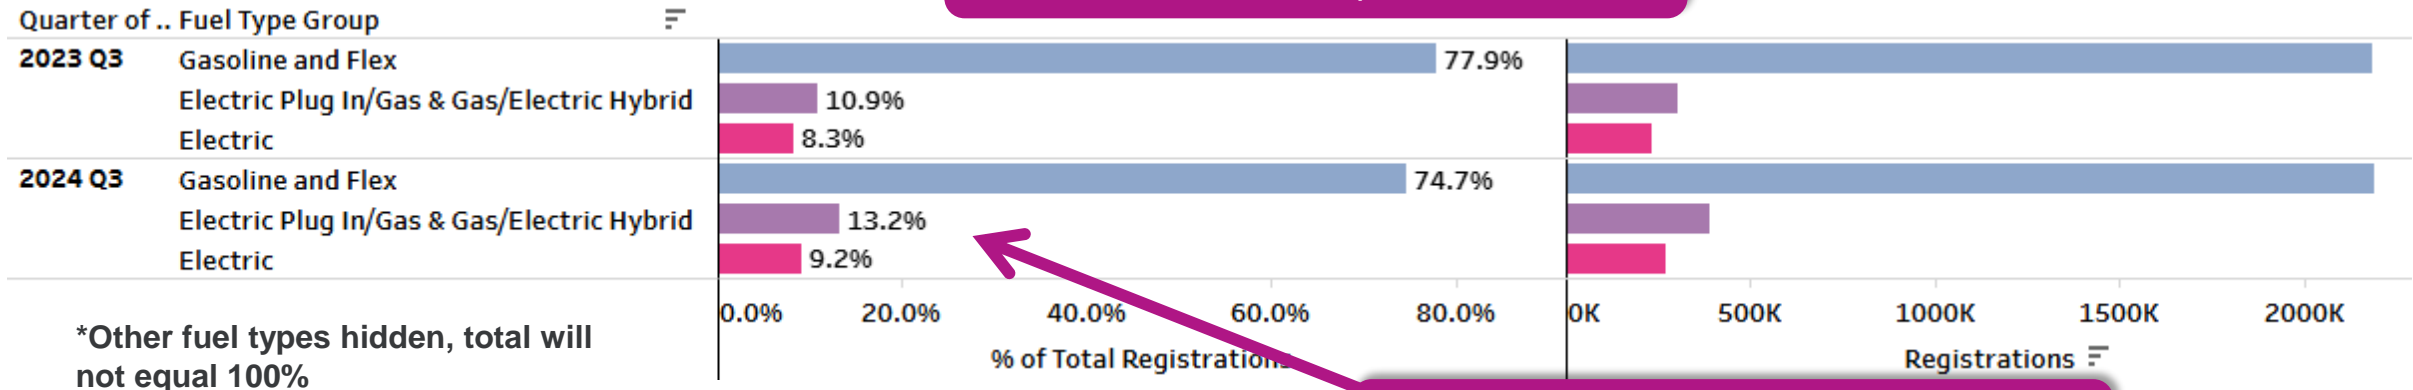 Quarter of .. Fuel Type Group
2023 Q3 Gasoline and Flex 77.9%
Electric Plug In/Gas & Gas/Electric Hybrid 10.9%
Electric 8.3%
2024 Q3 Gasoline and Flex 74.7%
Electric Plug In/Gas & Gas/Electric Hybrid 13.2%
Electric 9.2%
0.0% 20.0% 40.0% 60.0% 80.0% 0K 500K 1000K 1500K 2000K
% of Total Registrations Registrations
*Other fuel types hidden, total will
not equal 100%